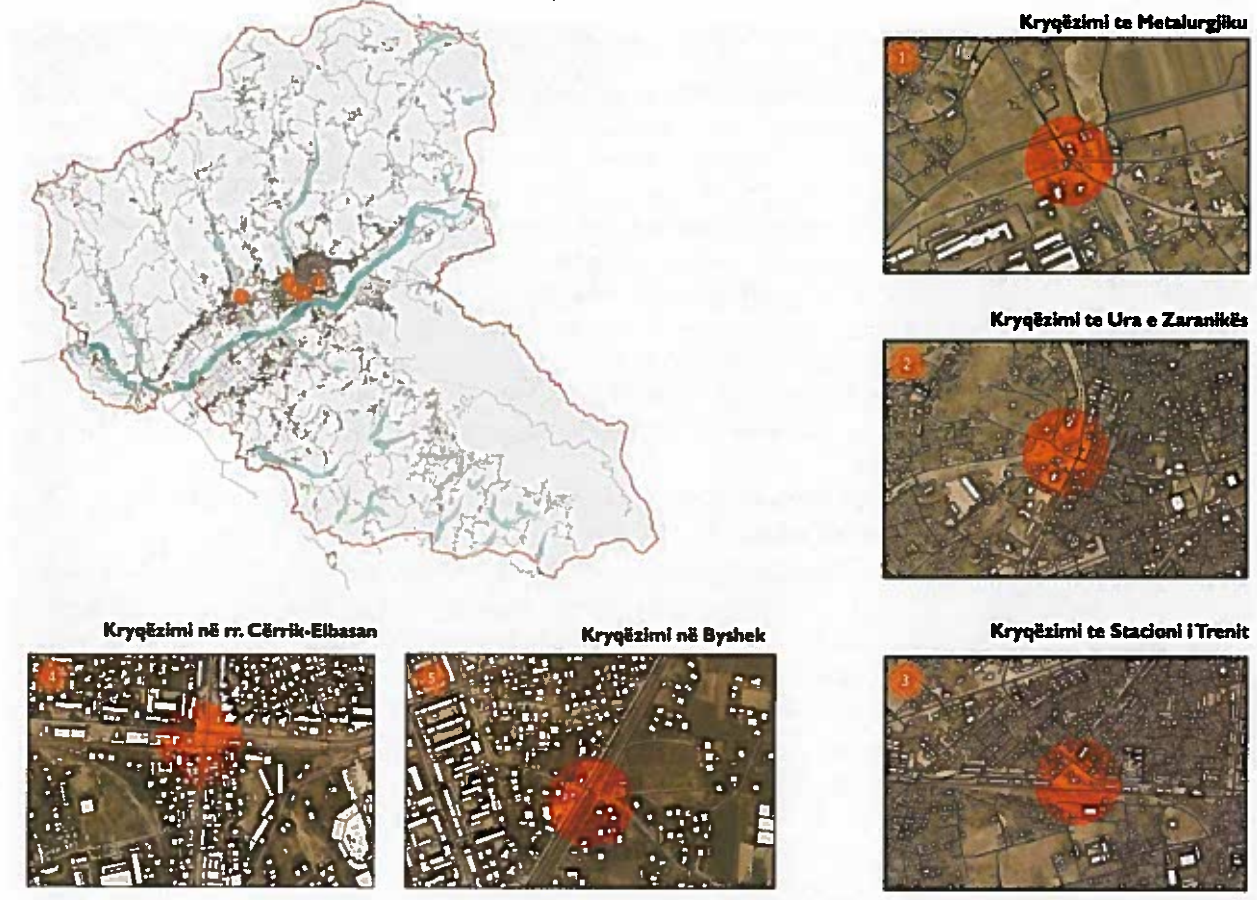 Kryqëzimi te Metalurgjiku
1
Kryqëzimi te Ura e Zaranikës
2
Kryqëzimi në rr. Cërrik-Elbasan
4
Kryqëzimi në Byshek
5
Kryqëzimi te Stacioni i Trenit
3